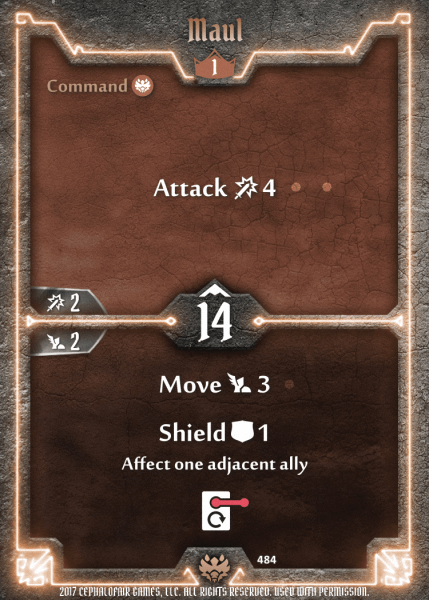 Maul
1
Command
Attack 4
2
14
2
Move 3
Shield 1
Affect one adjacent ally
484
2017 CEPHALOFAIR GAMES, LLC. ALL RIGHTS RESERVED. USED WITH PERMISSION.